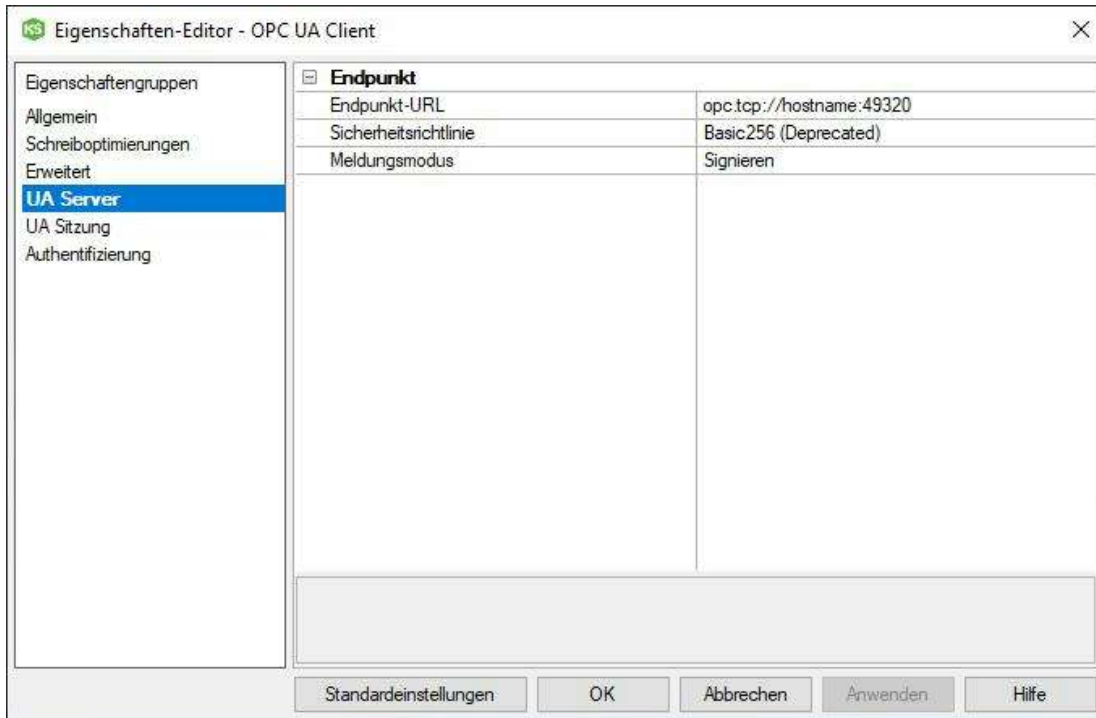 KS
Eigenschaften-Editor - OPC UA Client
Eigenschaftengruppen
Allgemein
Schreiboptimierungen
Erweitert
UA Server
UA Sitzung
Authentifizierung
Endpunkt
Endpunkt-URL opc.tcp://hostname:49320
Sicherheitsrichtlinie Basic256 (Deprecated)
Meldungsmodus Signieren
Standardeinstellungen OK Abbrechen Anwenden Hilfe